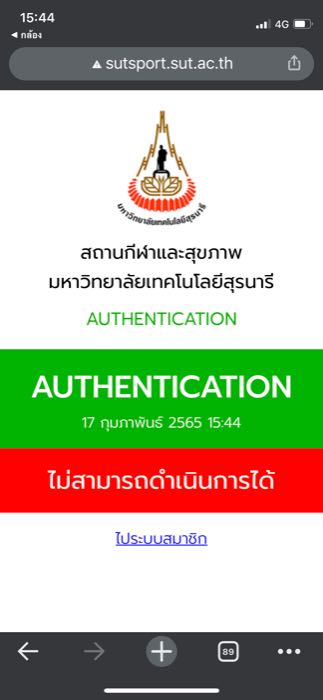 15:44
4G
◀ กล้อง
sutsport.sut.ac.th
มหาวิทยาลัยเทคโนโลยีสุรนารี
สถานกีฬาและสุขภาพ
มหาวิทยาลัยเทคโนโลยีสุรนารี
AUTHENTICATION
AUTHENTICATION
17 กุมภาพันธ์ 2565 15:44
ไม่สามารถดำเนินการได้
ไประบบสมาชิก
89